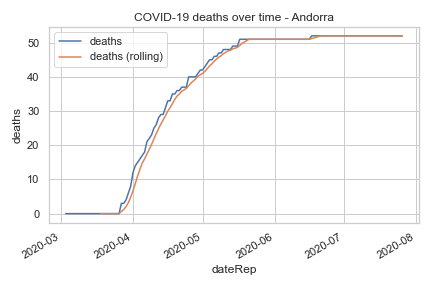 COVID-19 deaths over time - Andorra
deaths
deaths (rolling)
50
40
30
20
10
0
deaths
2020-03
2020-04
2020-05
2020-06
2020-07
2020-08
dateRep